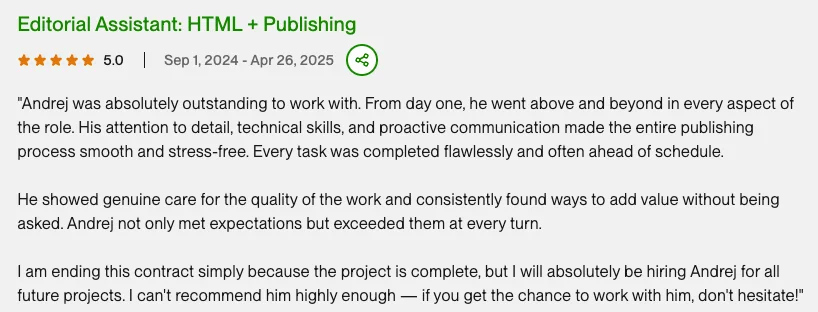 Editorial Assistant: HTML + Publishing
5.0 | Sep 1, 2024 - Apr 26, 2025
"Andrej was absolutely outstanding to work with. From day one, he went above and beyond in every aspect of
the role. His attention to detail, technical skills, and proactive communication made the entire publishing
process smooth and stress-free. Every task was completed flawlessly and often ahead of schedule.
He showed genuine care for the quality of the work and consistently found ways to add value without being
asked. Andrej not only met expectations but exceeded them at every turn.
I am ending this contract simply because the project is complete, but I will absolutely be hiring Andrej for all
future projects. I can't recommend him highly enough — if you get the chance to work with him, don't hesitate!"